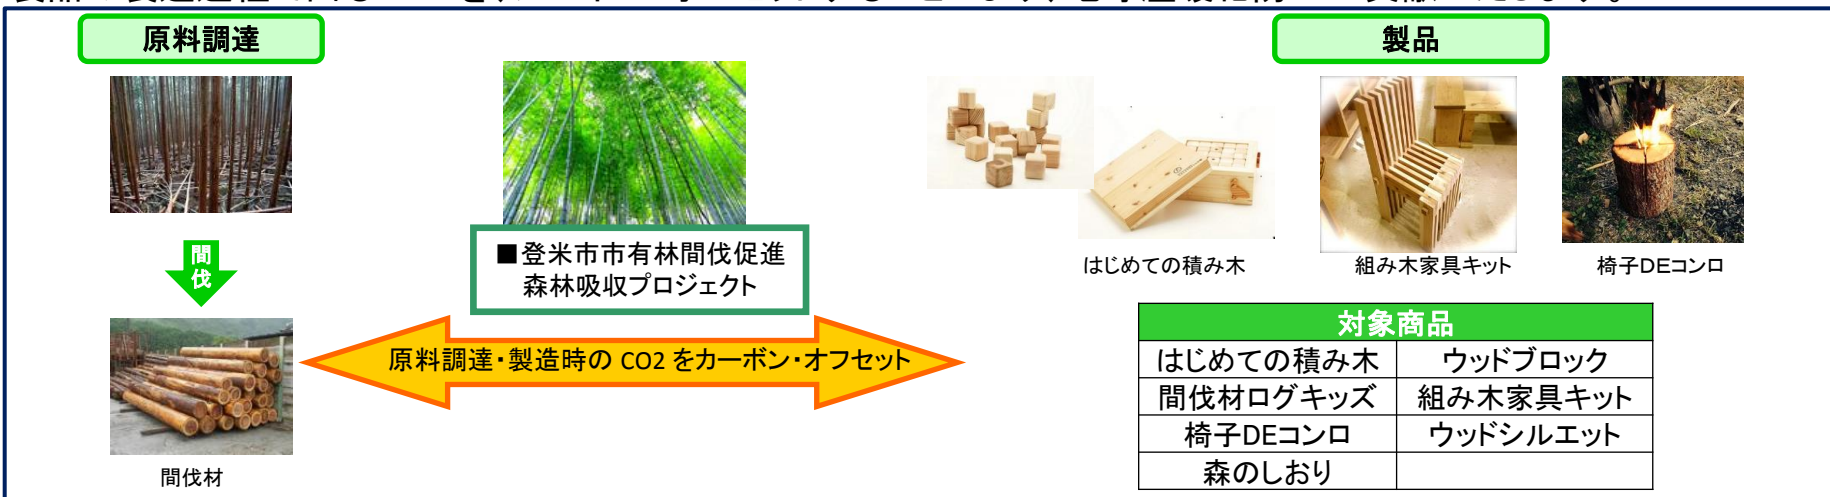 原料調達
製品
間
伐
■登米市市有林間伐促進
森林吸収プロジェクト
はじめての積み木
組み木家具キット
椅子DEコンロ
原料調達・製造時の CO2 をカーボン・オフセット
間伐材
対象商品
はじめての積み木 ウッドブロック
間伐材ログキッズ 組み木家具キット
椅子DEコンロ ウッドシルエット
森のしおり